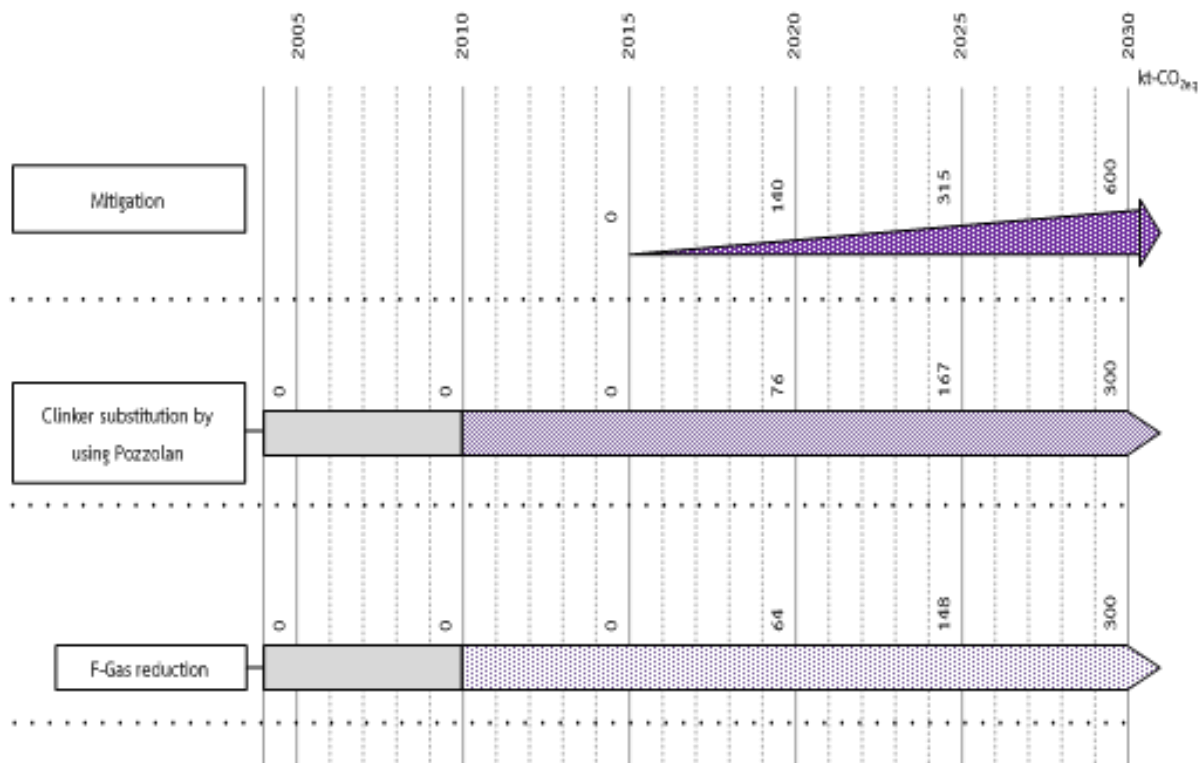 2005 2010 2015 2020 2025 2030
kt-CO2eq
Mitigation
0 140 315 600
Clinker substitution by
using Pozzolan
0 0 0 76 167 300
F-Gas reduction
0 0 0 64 148 300